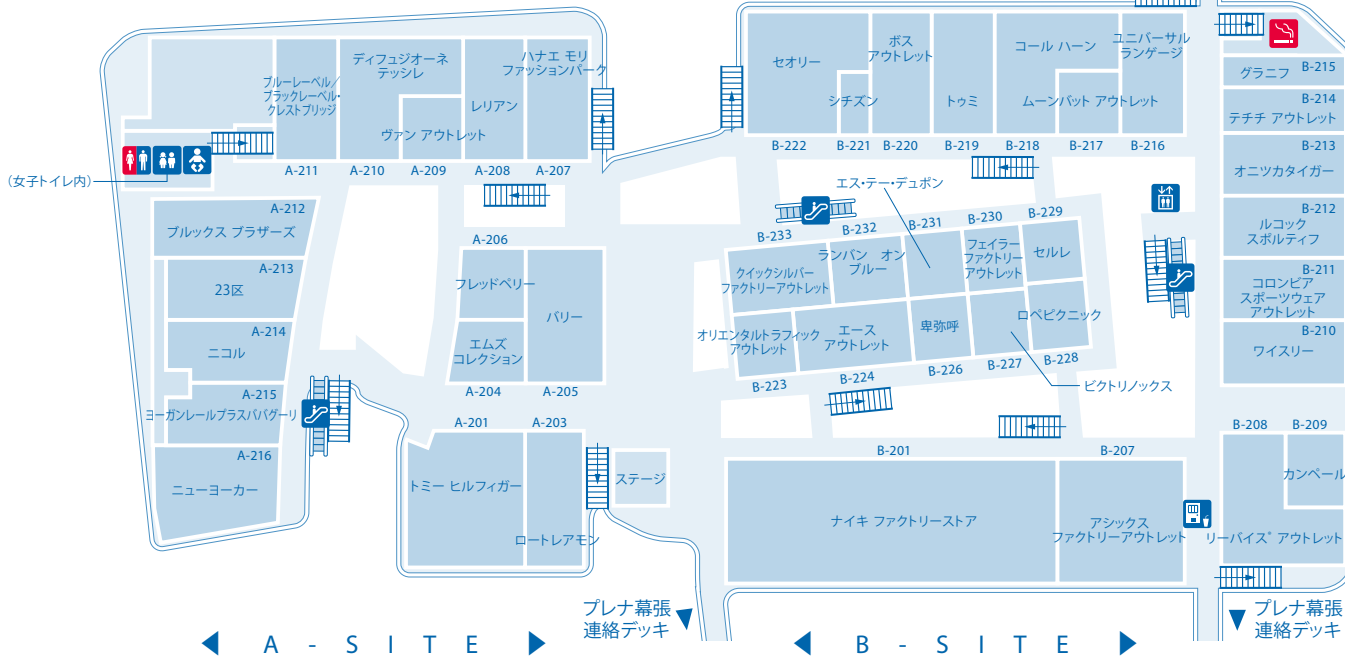 ブルーレーベル／
ブラックレーベル・
クレストブリッジ
ディフュジオーネ
テッシレ
ヴァン アウトレット
レリアン
ハナエ モリ
ファッションパーク
A-211
A-210
A-209
A-208
A-207
（女子トイレ内）
A-212
ブルックス ブラザーズ
A-213
23区
A-214
ニコル
A-215
ヨーガンレールプラスババグーリ
A-216
ニューヨーカー
A-206
フレッドペリー
バリー
エムズ
コレクション
A-204
A-205
A-201
A-203
トミー ヒルフィガー
ロートレアモン
ステージ
セオリー
シチズン
ボス
アウトレット
トゥミ
コール ハーン
ムーンバット アウトレット
ユニバーサル
ランゲージ
B-222
B-221
B-220
B-219
B-218
B-217
B-216
エス・テー・デュポン
B-233
B-232
B-231
B-230
B-229
クイックシルバー
ファクトリーアウトレット
ランバン オン
ブルー
フェイラー
ファクトリー
アウトレット
セルレ
オリエンタルトラフィック
アウトレット
エース
アウトレット
卑弥呼
ロペピクニック
B-223
B-224
B-226
B-227
B-228
ビクトリノックス
B-201
B-207
ナイキ ファクトリーストア
アシックス
ファクトリーアウトレット
B-215
グラニフ
B-214
テチチ アウトレット
B-213
オニツカタイガー
B-212
ルコック
スポルティフ
B-211
コロンビア
スポーツウェア
アウトレット
B-210
ワイスリー
B-208
B-209
カンペール
リーバイス® アウトレット
プレナ幕張
連絡デッキ
プレナ幕張
連絡デッキ
A - SITE
B - SITE